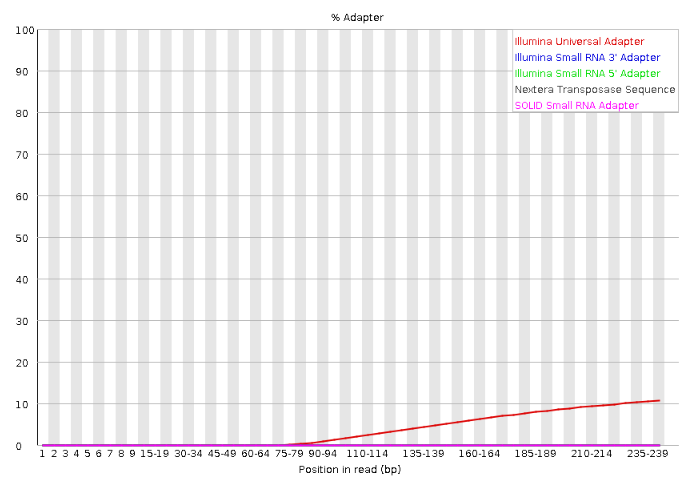 % Adapter
100
90
80
70
60
50
40
30
20
10
0
Illumina Universal Adapter
Illumina Small RNA 3' Adapter
Illumina Small RNA 5' Adapter
Nextera Transposase Sequence
SOLID Small RNA Adapter
1 2 3 4 5 6 7 8 9 15-19 30-34 45-49 60-64 75-79 90-94 110-114 135-139 160-164 185-189 210-214 235-239
Position in read (bp)